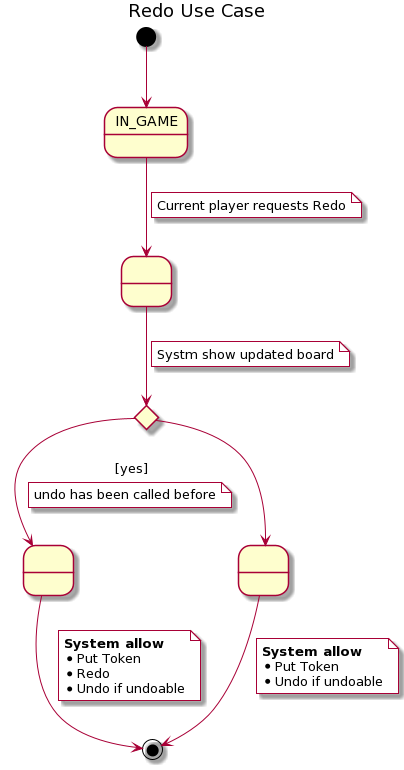 Redo Use Case
IN_GAME
Current player requests Redo
Systm show updated board
[yes]
undo has been called before
System allow
• Put Token
• Redo
• Undo if undoable
System allow
• Put Token
• Undo if undoable